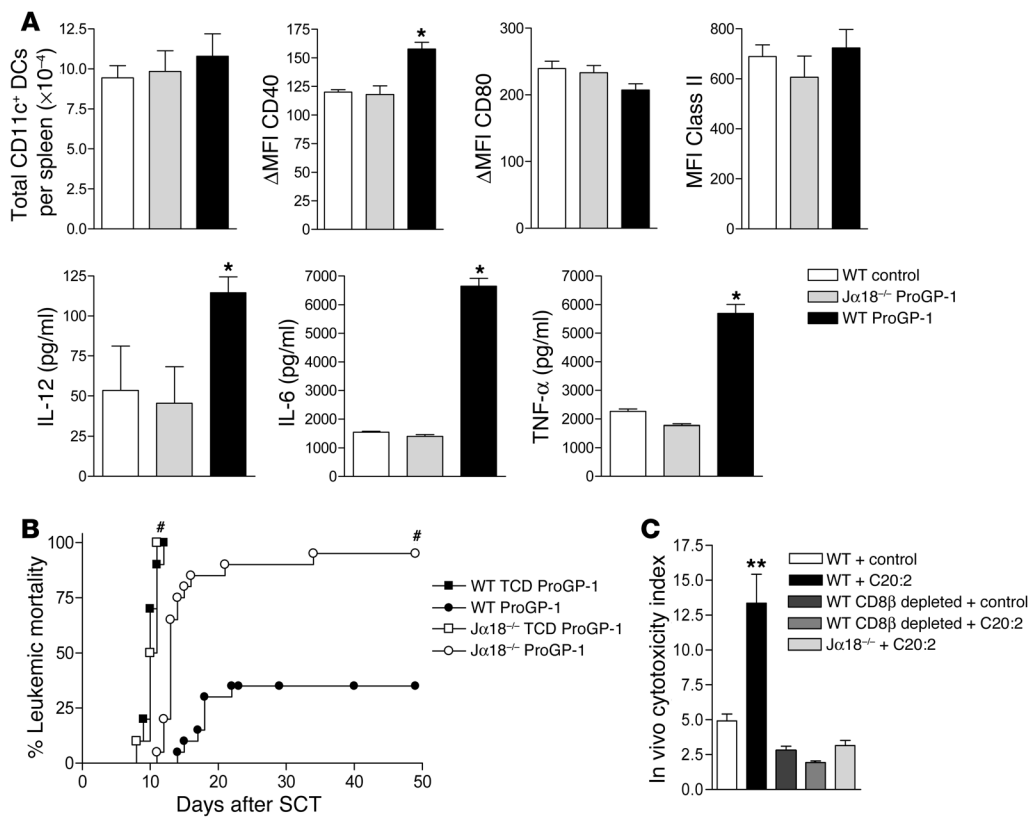 A
Total CD11c⁺ DCs
per spleen (×10⁻⁴)
12.5
10.0
7.5
5.0
2.5
0.0
ΔMFI CD40
175
150
125
100
75
50
25
0
*
ΔMFI CD80
300
200
100
0
MFI Class II
800
600
400
200
0
IL-12 (pg/ml)
125
100
75
50
25
0
*
IL-6 (pg/ml)
7000
6000
5000
4000
3000
2000
1000
0
*
TNF-α (pg/ml)
7000
6000
5000
4000
3000
2000
1000
0
*
WT control
Jα18⁻/⁻ ProGP-1
WT ProGP-1
B
% Leukemic mortality
100
75
50
25
0
#
#
0 10 20 30 40 50
Days after SCT
WT TCD ProGP-1
WT ProGP-1
Jα18⁻/⁻ TCD ProGP-1
Jα18⁻/⁻ ProGP-1
C
In vivo cytotoxicity index
17.5
15.0
12.5
10.0
7.5
5.0
2.5
0.0
**
WT + control
WT + C20:2
WT CD8β depleted + control
WT CD8β depleted + C20:2
Jα18⁻/⁻ + C20:2